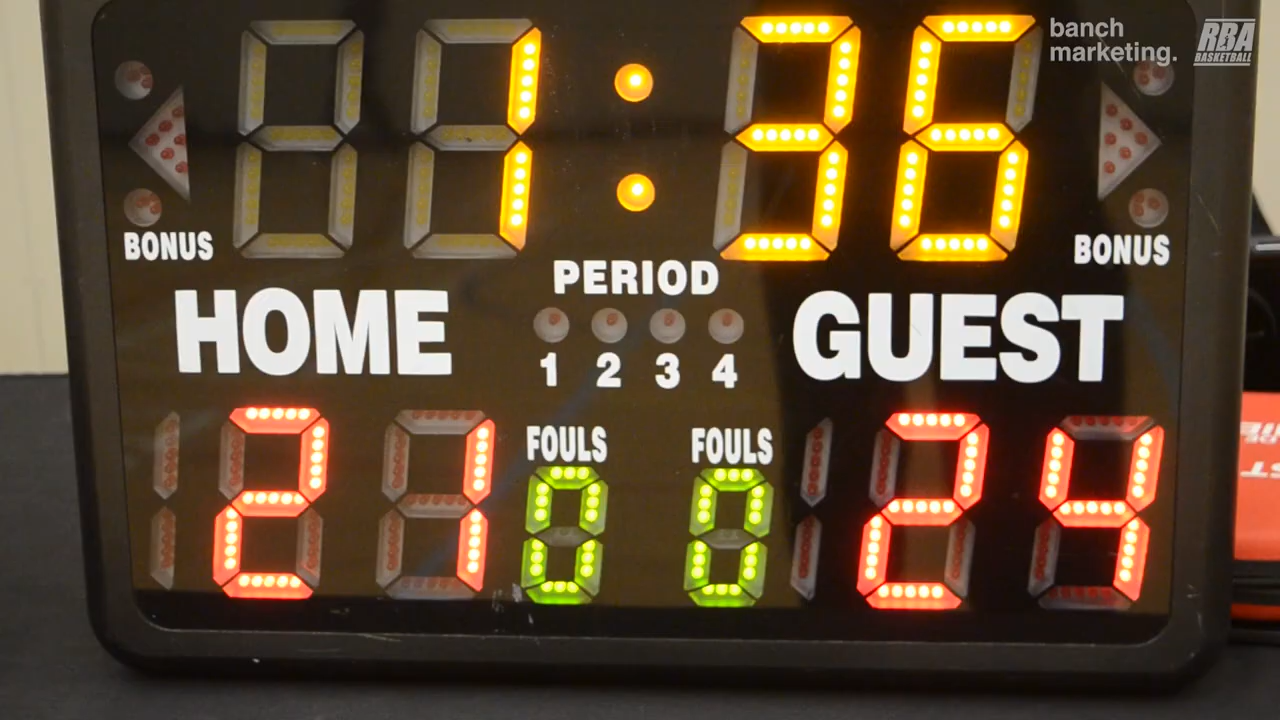 banch
marketing.
RBA
BASKETBALL
1:36
BONUS
BONUS
PERIOD
HOME
GUEST
1 2 3 4
FOULS
FOULS
21
0
0
24